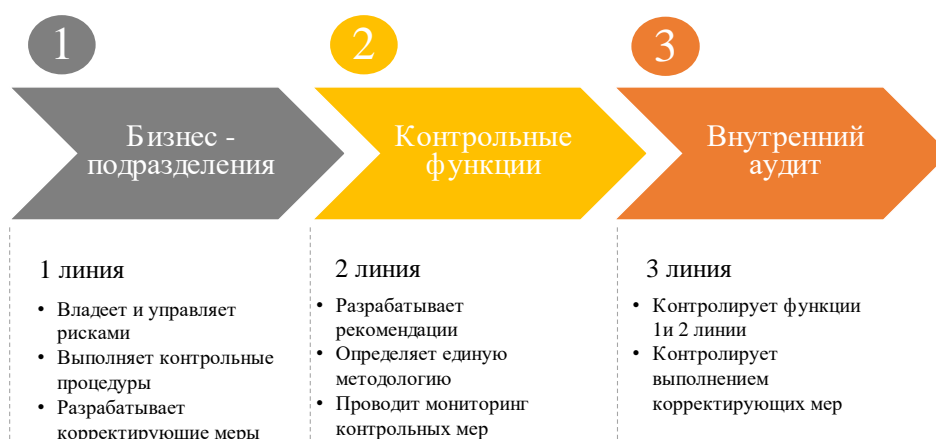 1
2
3
Бизнес -
подразделения
Контрольные
функции
Внутренний
аудит
1 линия
• Владеет и управляет
рисками
• Выполняет контрольные
процедуры
• Разрабатывает
корректирующие меры
2 линия
• Разрабатывает
рекомендации
• Определяет единую
методологию
• Проводит мониторинг
контрольных мер
3 линия
• Контролирует функции
1и 2 линии
• Контролирует
выполнением
корректирующих мер